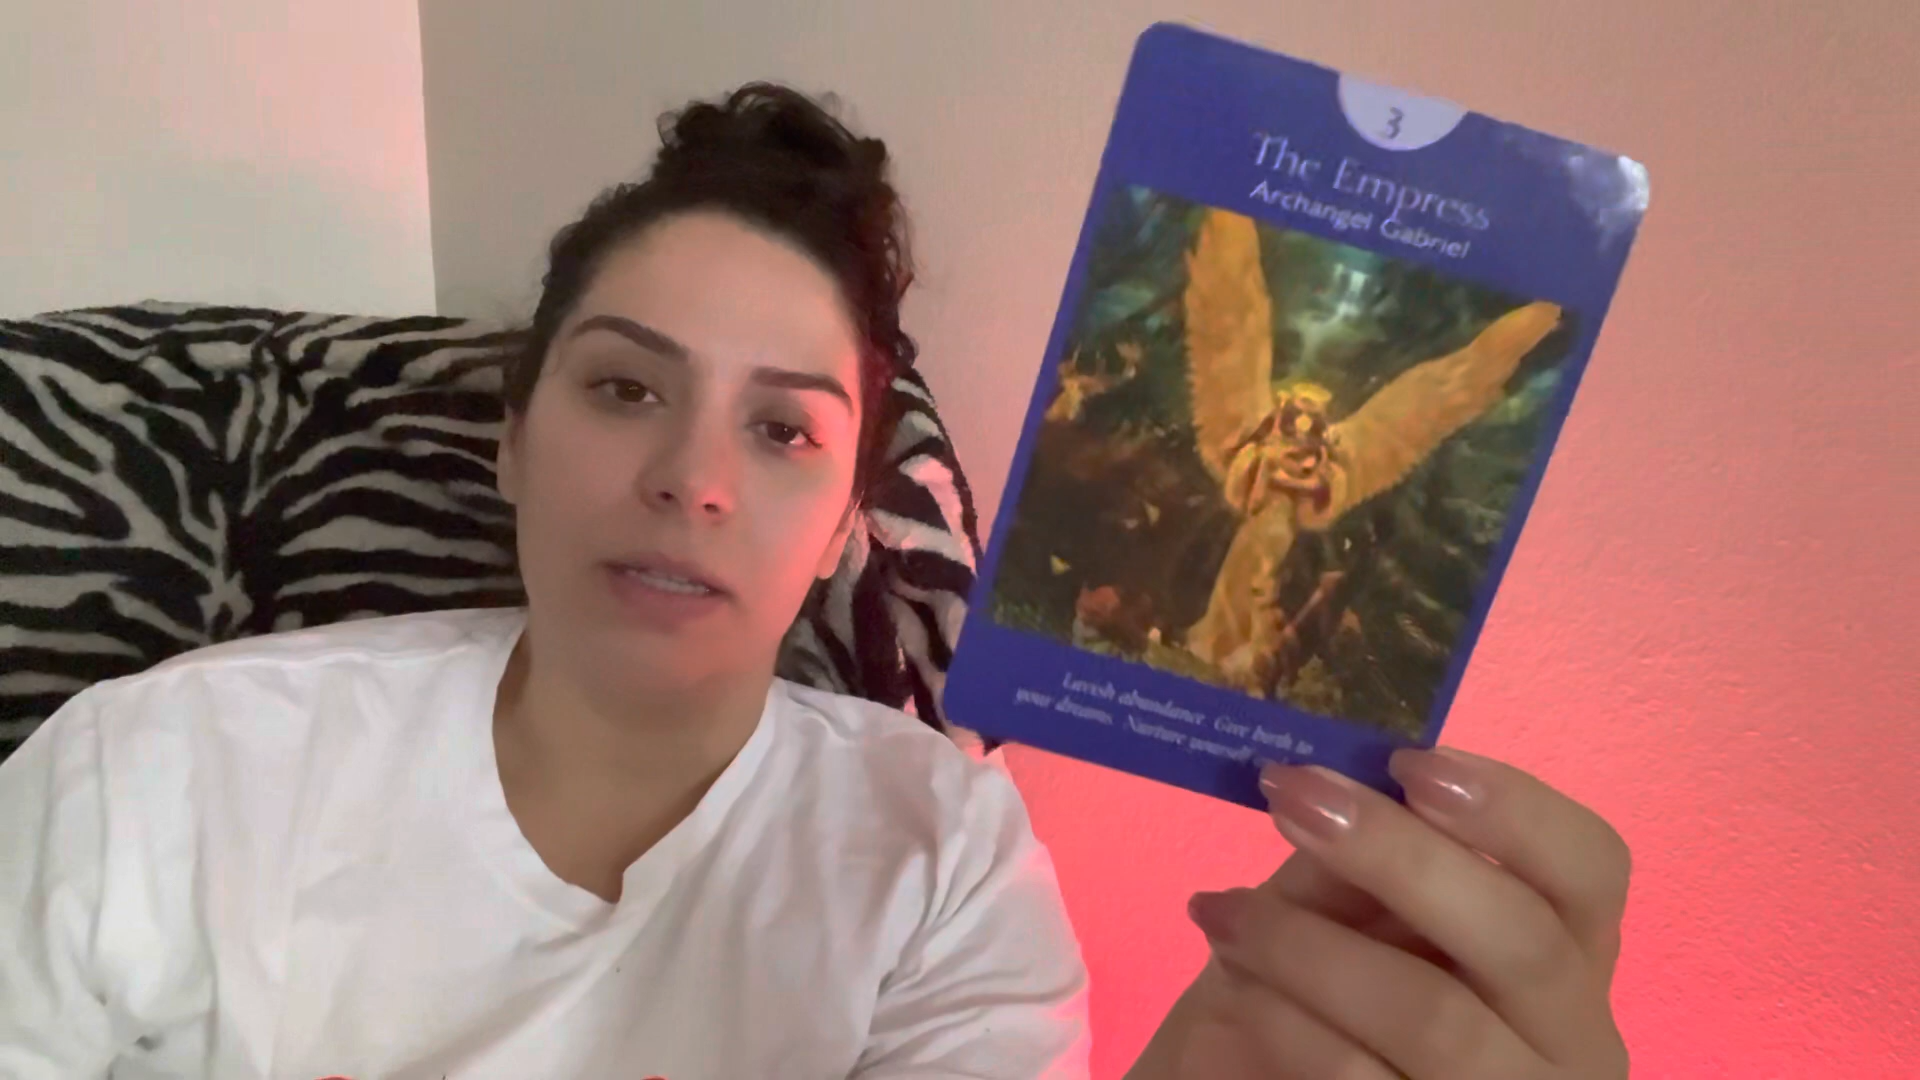 3
The Empress
Archangel Gabriel
Lavish abundance. Give birth to
your dreams. Nurture yourself